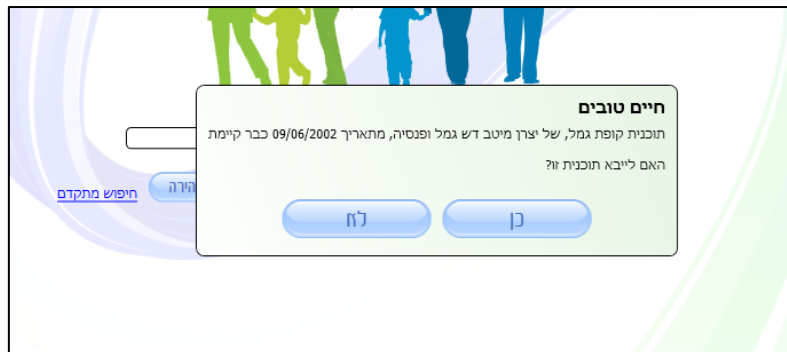 חיים טובים
תוכנית קופת גמל, של יצרן מיטב דש גמל ופנסיה, מתאריך 09/06/2002 כבר קיימת
האם לייבא תוכנית זו?
כן
לא
חיפוש מתקדם